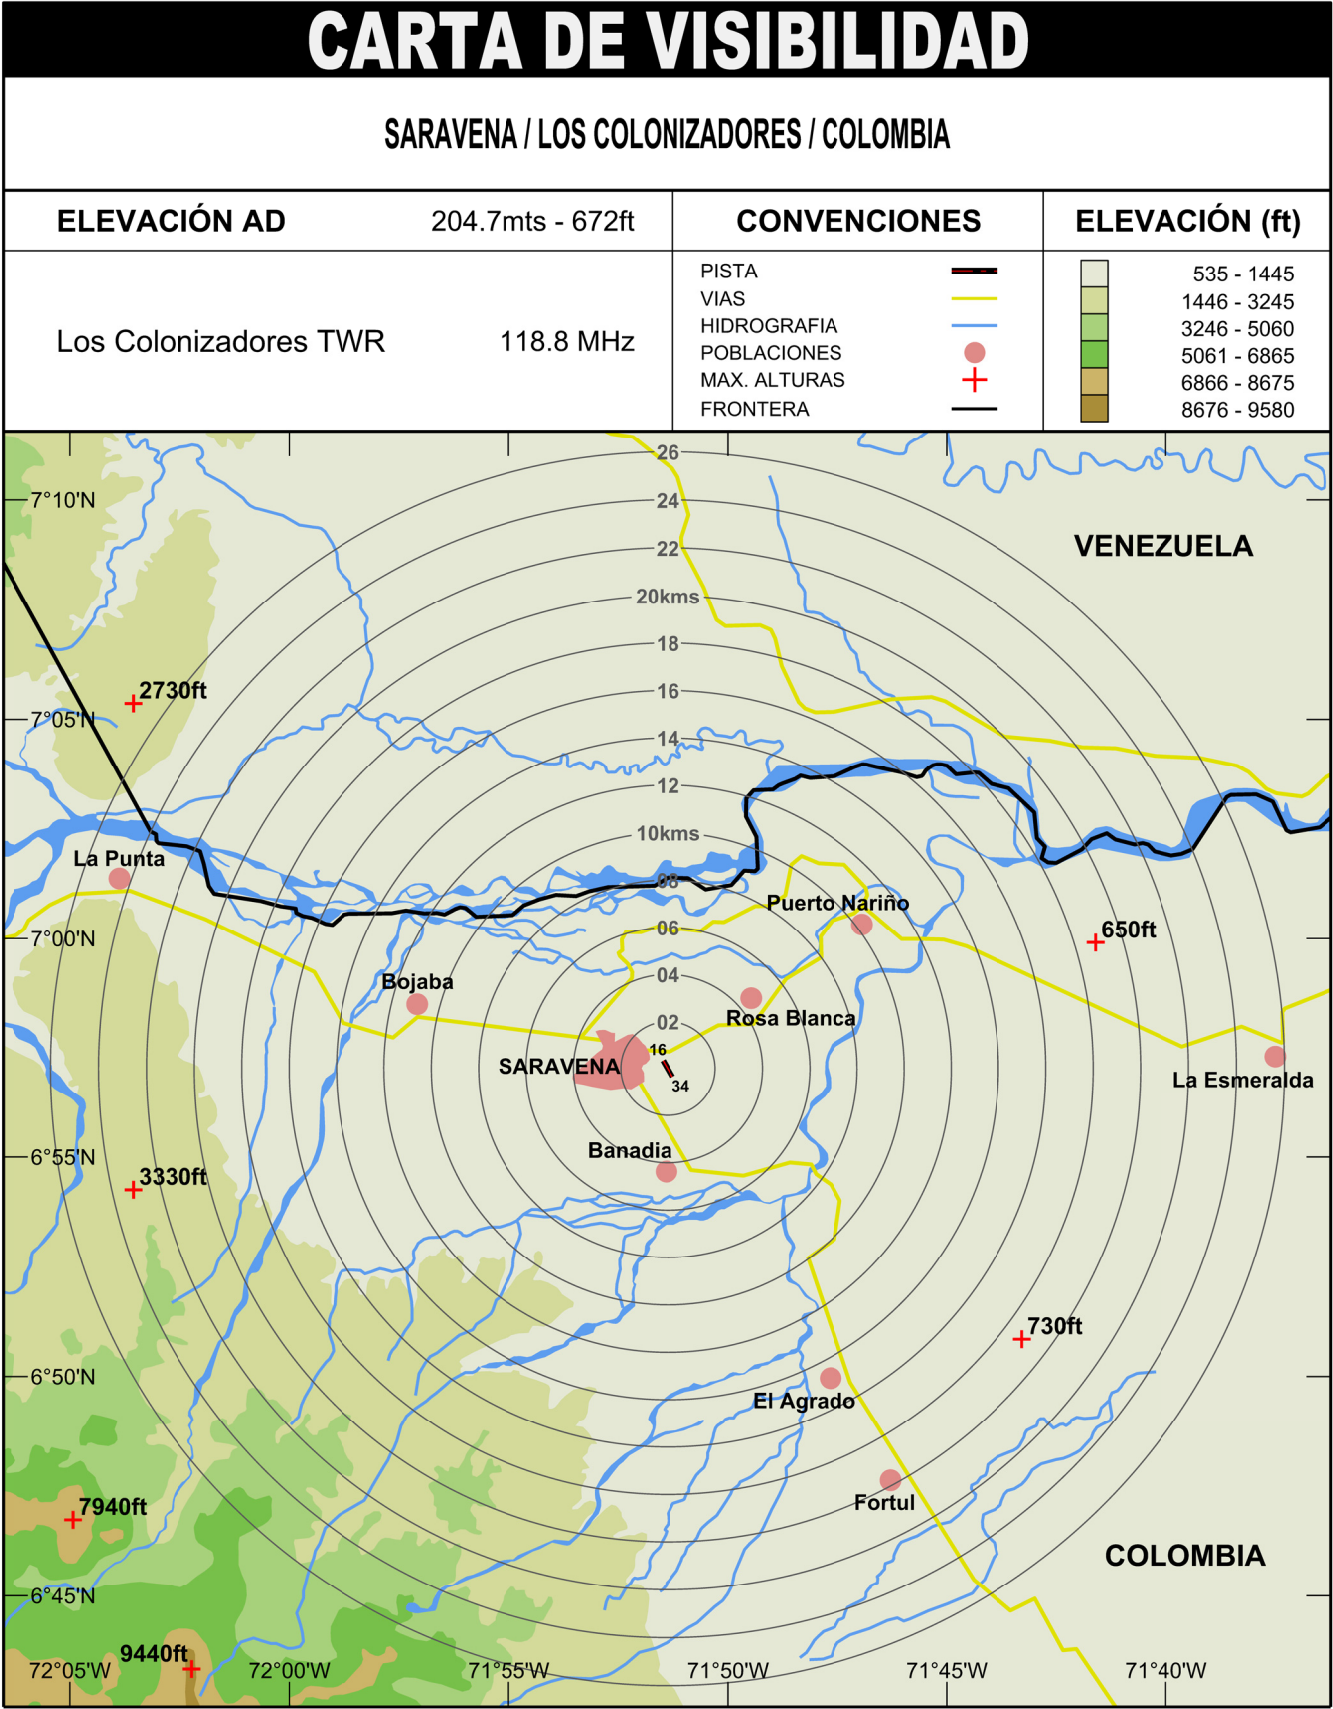 CARTA DE VISIBILIDAD
SARAVENA / LOS COLONIZADORES / COLOMBIA
ELEVACIÓN AD 204.7mts - 672ft
Los Colonizadores TWR 118.8 MHz
CONVENCIONES
PISTA
VIAS
HIDROGRAFIA
POBLACIONES
MAX. ALTURAS
FRONTERA
ELEVACIÓN (ft)
535 - 1445
1446 - 3245
3246 - 5060
5061 - 6865
6866 - 8675
8676 - 9580
26
7°10'N
24
VENEZUELA
22
20kms
18
2730ft
16
7°05'N
14
12
10kms
La Punta
08
Puerto Nariño
06
650ft
7°00'N
04
Bojaba
Rosa Blanca
02
16
SARAVENA
34
La Esmeralda
Banadia
6°55'N
3330ft
730ft
6°50'N
El Agrado
Fortul
7940ft
COLOMBIA
6°45'N
9440ft
72°05'W 72°00'W 71°55'W 71°50'W 71°45'W 71°40'W